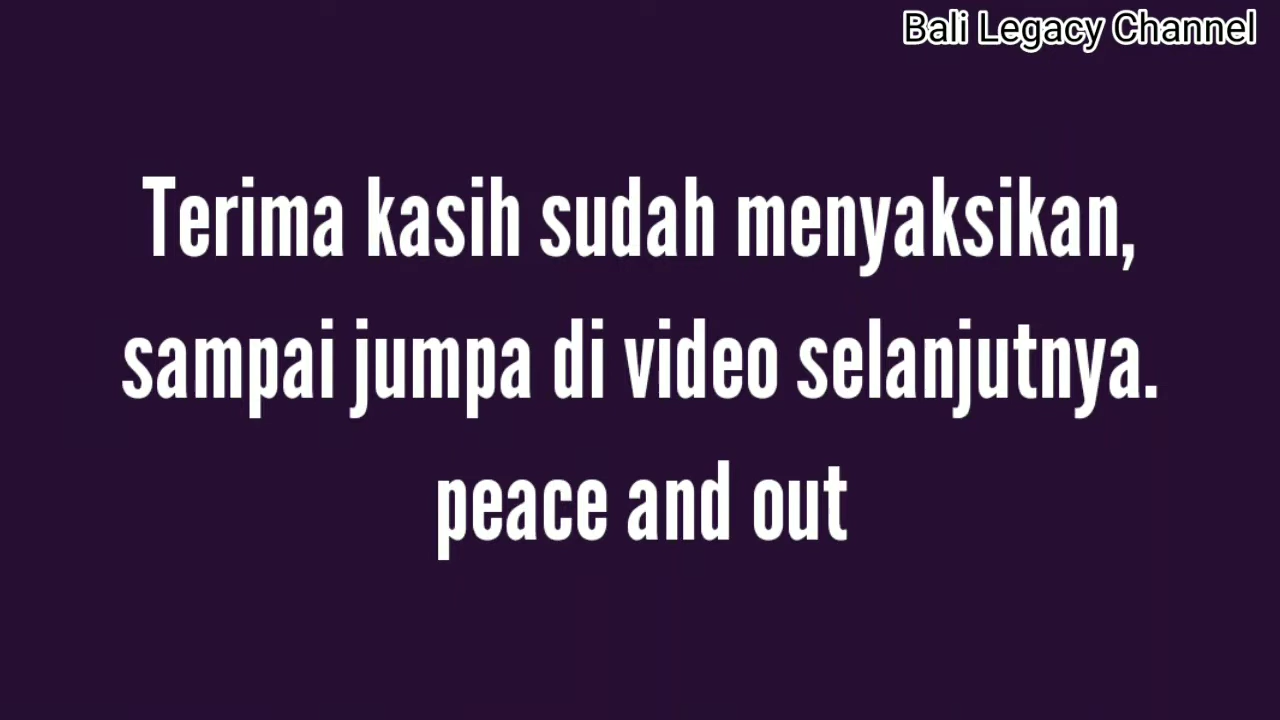 Bali Legacy Channel
Terima kasih sudah menyaksikan,
sampai jumpa di video selanjutnya.
peace and out